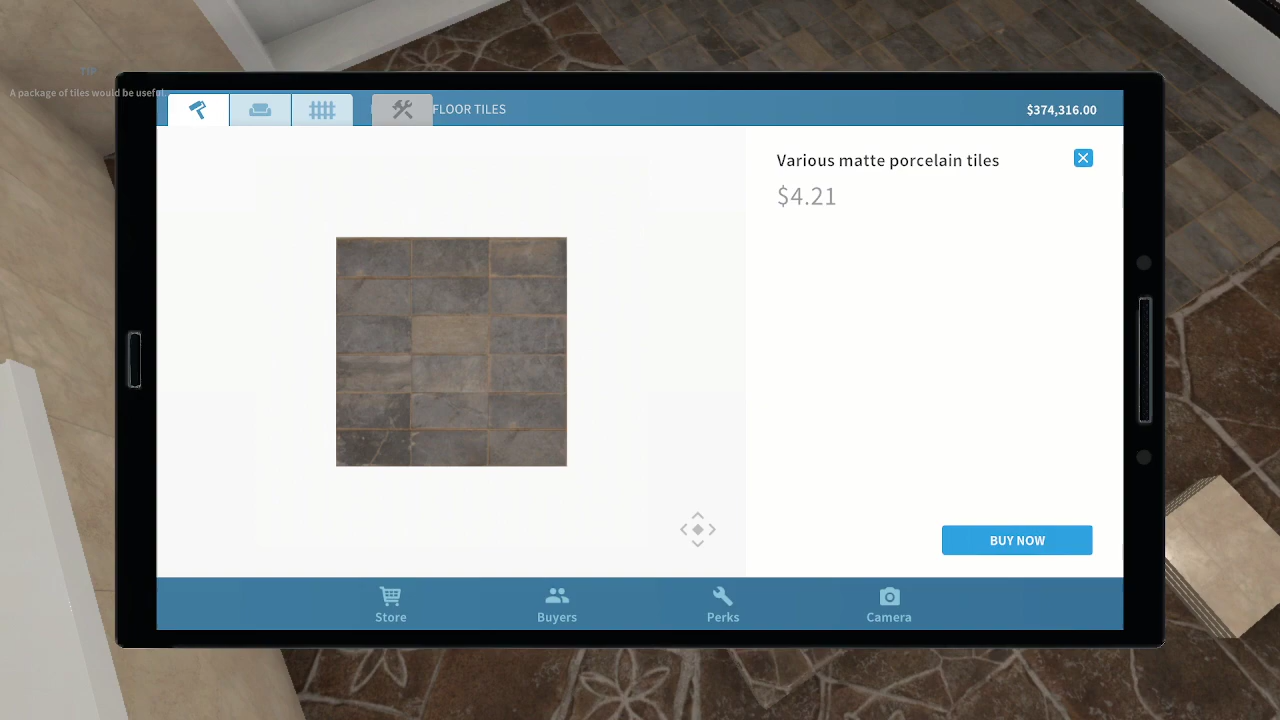 TIP
A package of tiles would be useful.
FLOOR TILES
$374,316.00
Various matte porcelain tiles
$4.21
BUY NOW
Store
Buyers
Perks
Camera